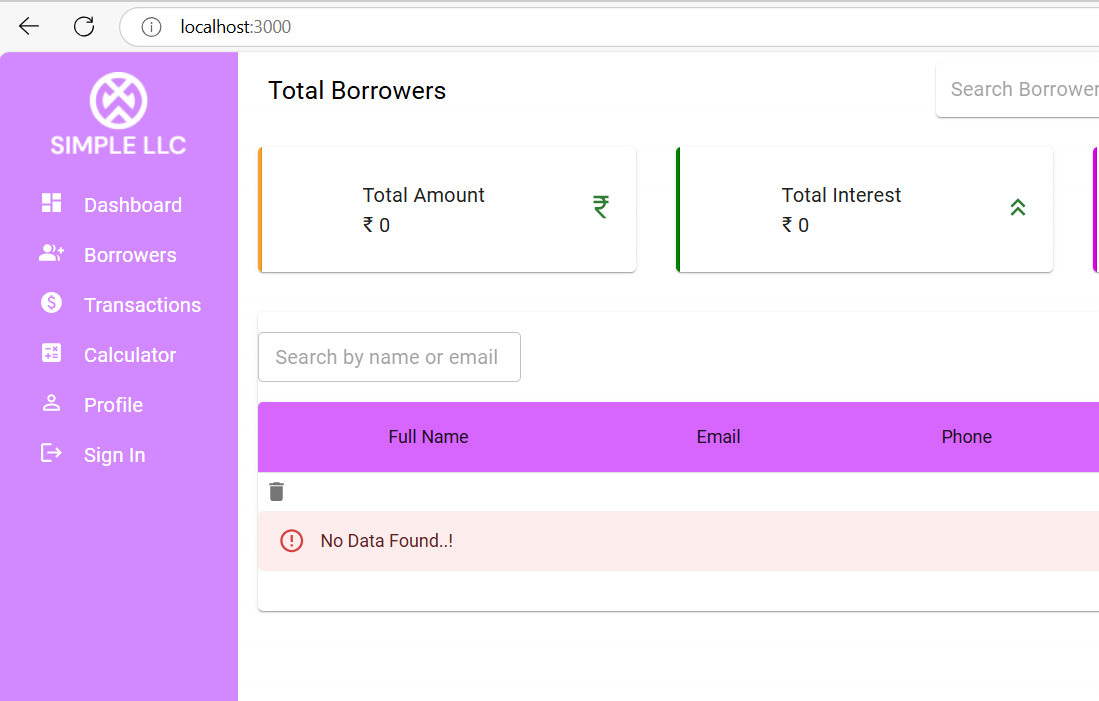 localhost:3000
SIMPLE LLC
Dashboard
Borrowers
Transactions
Calculator
Profile
Sign In
Total Borrowers
Search Borrower
Total Amount
₹ 0
₹
Total Interest
₹ 0
Search by name or email
Full Name Email Phone
No Data Found..!